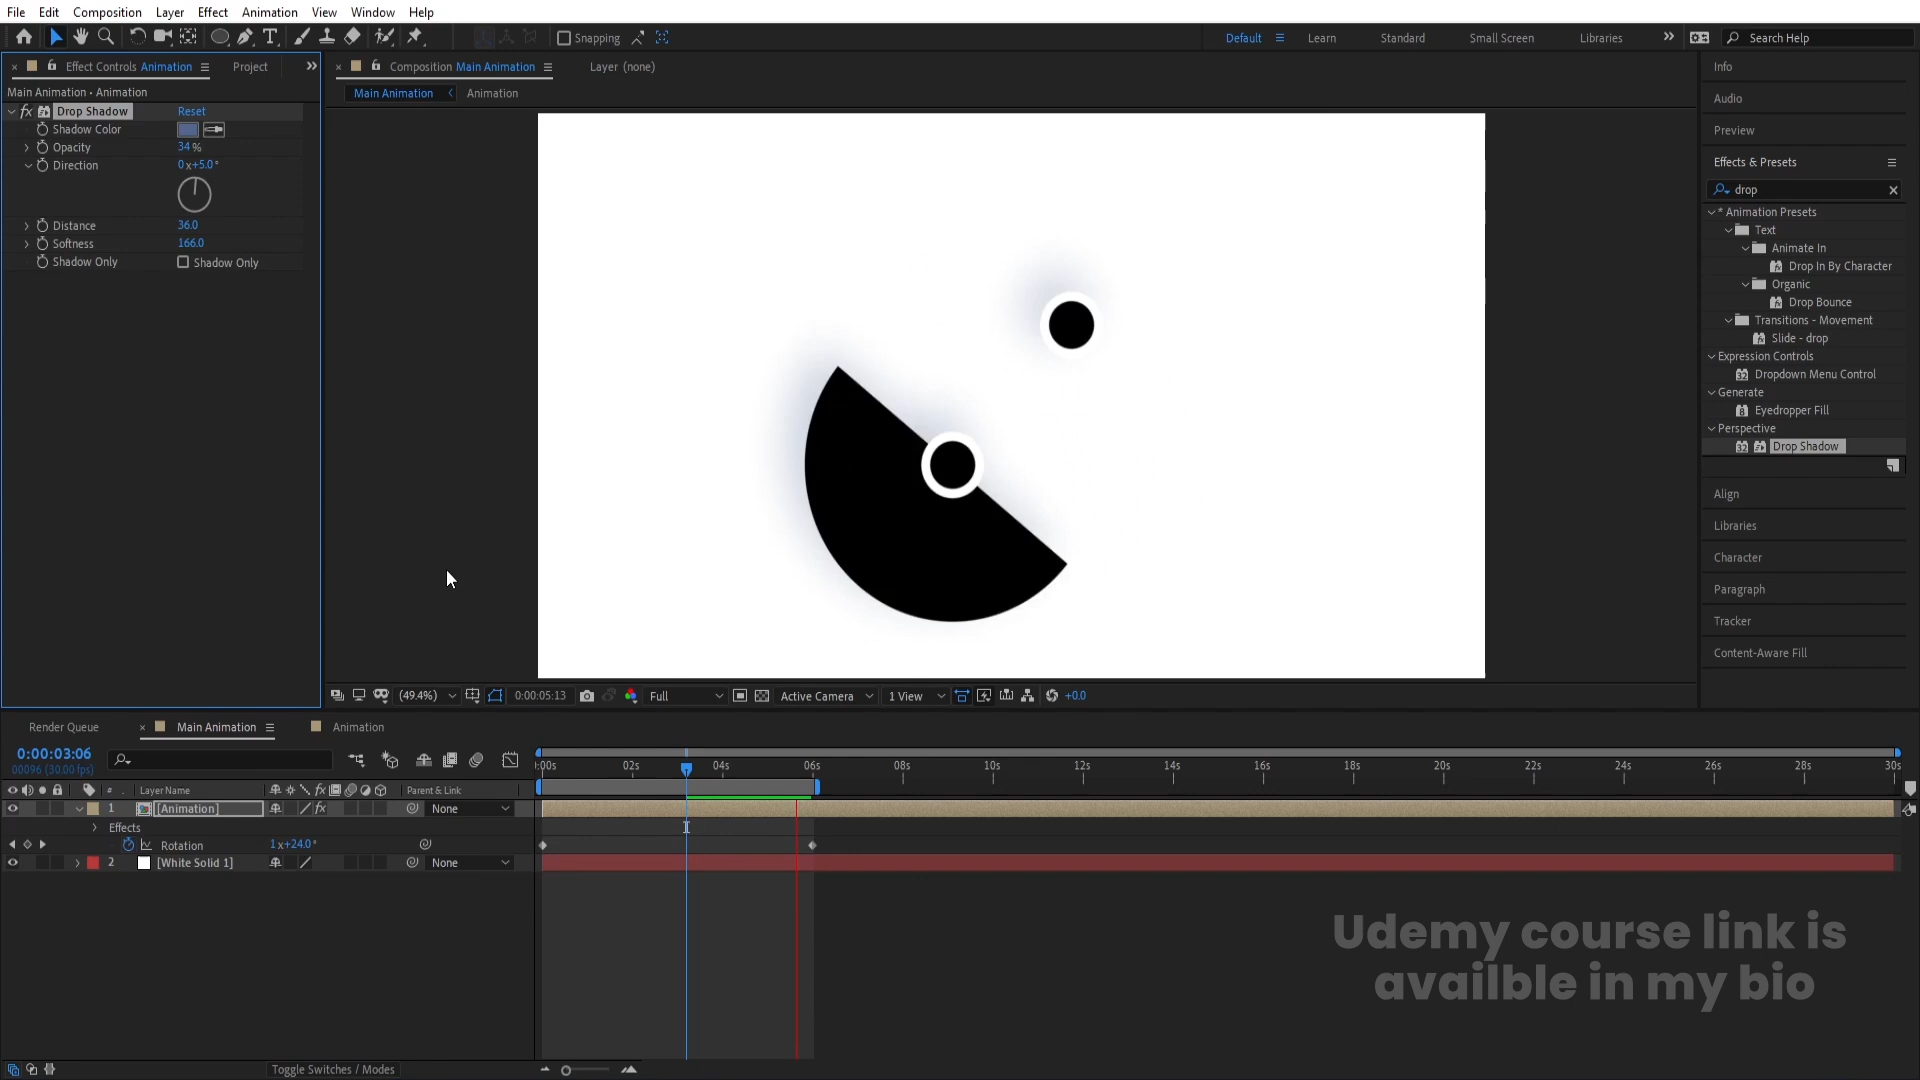 File Edit Composition Layer Effect Animation View Window Help
Snapping Default Learn Standard Small Screen Libraries Search Help
Effect Controls Animation Project
Composition Main Animation Layer (none)
Info
Main Animation • Animation
Main Animation Animation
Audio
fx Drop Shadow Reset
Shadow Color
Opacity 34 %
Direction 0x+5.0°
Distance 36.0
Softness 166.0
Shadow Only Shadow Only
Preview
Effects & Presets
drop
* Animation Presets
Text
Animate In
Drop In By Character
Organic
Drop Bounce
Transitions - Movement
Slide - drop
Expression Controls
Dropdown Menu Control
Generate
Eyedropper Fill
Perspective
Drop Shadow
Align
Libraries
Character
Paragraph
Tracker
Content-Aware Fill
(49.4%) 0:00:05:13 Full Active Camera 1 View +0.0
Render Queue Main Animation Animation
0:00:03:06
00096 (30.00 fps)
:00s 02s 04s 06s 08s 10s 12s 14s 16s 18s 20s 22s 24s 26s 28s 30s
# Layer Name fx Parent & Link
1 [Animation] fx None
Effects
Rotation 1x+24.0°
2 [White Solid 1] None
Udemy course link is
availble in my bio
Toggle Switches / Modes